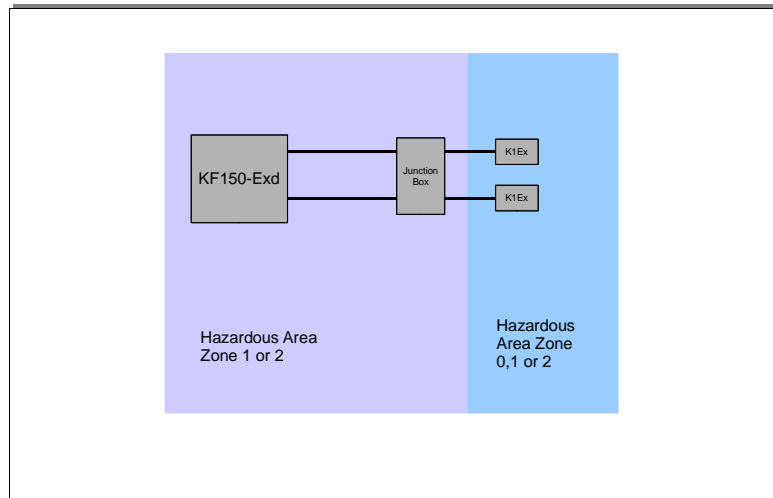 KF150-Exd
Junction
Box
K1Ex
K1Ex
Hazardous Area
Zone 1 or 2
Hazardous
Area Zone
0,1 or 2